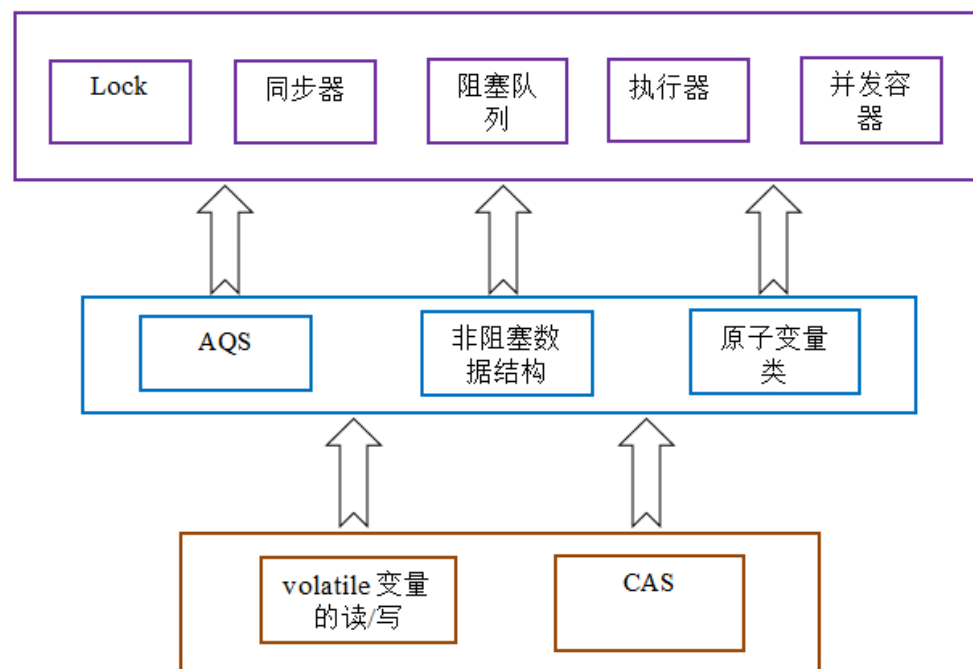 Lock
同步器
阻塞队
列
执行器
并发容
器
AQS
非阻塞数
据结构
原子变量
类
volatile 变量
的读/写
CAS